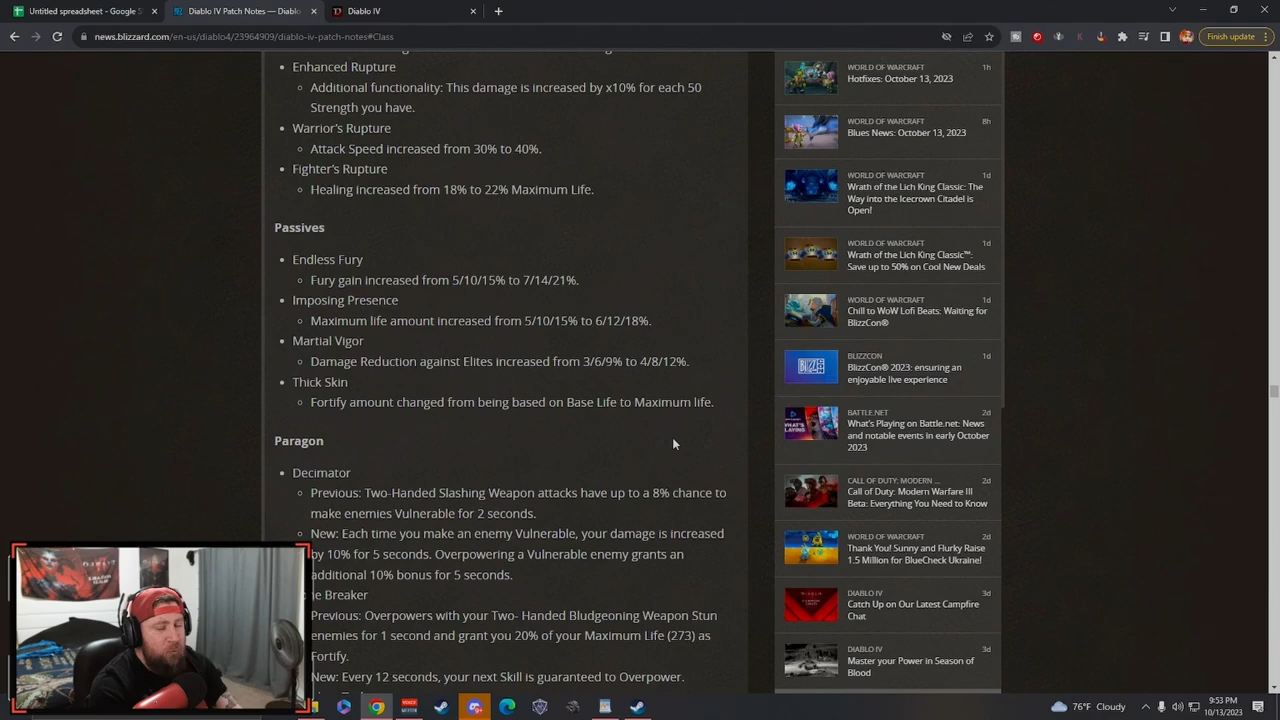 Untitled spreadsheet - Google S
Diablo IV Patch Notes — Diablo
Diablo IV
news.blizzard.com/en-us/diablo4/23964909/diablo-iv-patch-notes#Class
Finish update
Enhanced Rupture
Additional functionality: This damage is increased by x10% for each 50
Strength you have.
Warrior's Rupture
Attack Speed increased from 30% to 40%.
Fighter's Rupture
Healing increased from 18% to 22% Maximum Life.
Passives
Endless Fury
Fury gain increased from 5/10/15% to 7/14/21%.
Imposing Presence
Maximum life amount increased from 5/10/15% to 6/12/18%.
Martial Vigor
Damage Reduction against Elites increased from 3/6/9% to 4/8/12%.
Thick Skin
Fortify amount changed from being based on Base Life to Maximum life.
Paragon
Decimator
Previous: Two-Handed Slashing Weapon attacks have up to a 8% chance to
make enemies Vulnerable for 2 seconds.
New: Each time you make an enemy Vulnerable, your damage is increased
by 10% for 5 seconds. Overpowering a Vulnerable enemy grants an
additional 10% bonus for 5 seconds.
Breaker
Previous: Overpowers with your Two- Handed Bludgeoning Weapon Stun
enemies for 1 second and grant you 20% of your Maximum Life (273) as
Fortify.
New: Every 12 seconds, your next Skill is guaranteed to Overpower.
WORLD OF WARCRAFT 1h
Hotfixes: October 13, 2023
WORLD OF WARCRAFT 8h
Blues News: October 13, 2023
WORLD OF WARCRAFT 1d
Wrath of the Lich King Classic: The
Way into the Icecrown Citadel is
Open!
WORLD OF WARCRAFT 1d
Wrath of the Lich King Classic™:
Save up to 50% on Cool New Deals
WORLD OF WARCRAFT 1d
Chill to WoW Lofi Beats: Waiting for
BlizzCon®
BLIZZCON 1d
BlizzCon® 2023: ensuring an
enjoyable live experience
BATTLE.NET 2d
What's Playing on Battle.net: News
and notable events in early October
2023
CALL OF DUTY: MODERN ... 2d
Call of Duty: Modern Warfare III
Beta: Everything You Need to Know
WORLD OF WARCRAFT 2d
Thank You! Sunny and Flurky Raise
1.5 Million for BlueCheck Ukraine!
DIABLO IV 3d
Catch Up on Our Latest Campfire
Chat
DIABLO IV 3d
Master your Power in Season of
Blood
76°F Cloudy
9:53 PM
10/13/2023